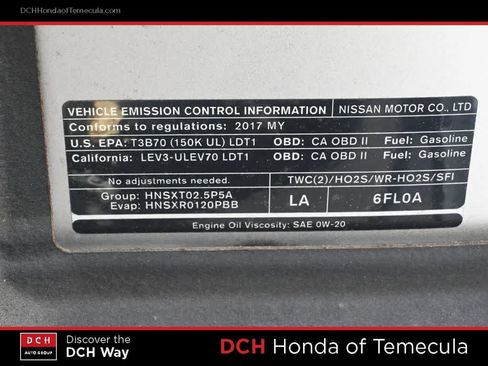 DCHHondaofTemecula.com
VEHICLE EMISSION CONTROL INFORMATION NISSAN MOTOR CO., LTD
Conforms to regulations: 2017 MY
U.S. EPA: T3B70 (150K UL) LDT1 OBD: CA OBD II Fuel: Gasoline
California: LEV3-ULEV70 LDT1 OBD: CA OBD II Fuel: Gasoline
No adjustments needed. TWC(2)/HO2S/WR-HO2S/SFI
Group: HNSXT02.5P5A
Evap: HNSXR0120PBB
LA 6FL0A
Engine Oil Viscosity: SAE 0W-20
DCH
AUTO GROUP
Discover the
DCH Way
DCH Honda of Temecula